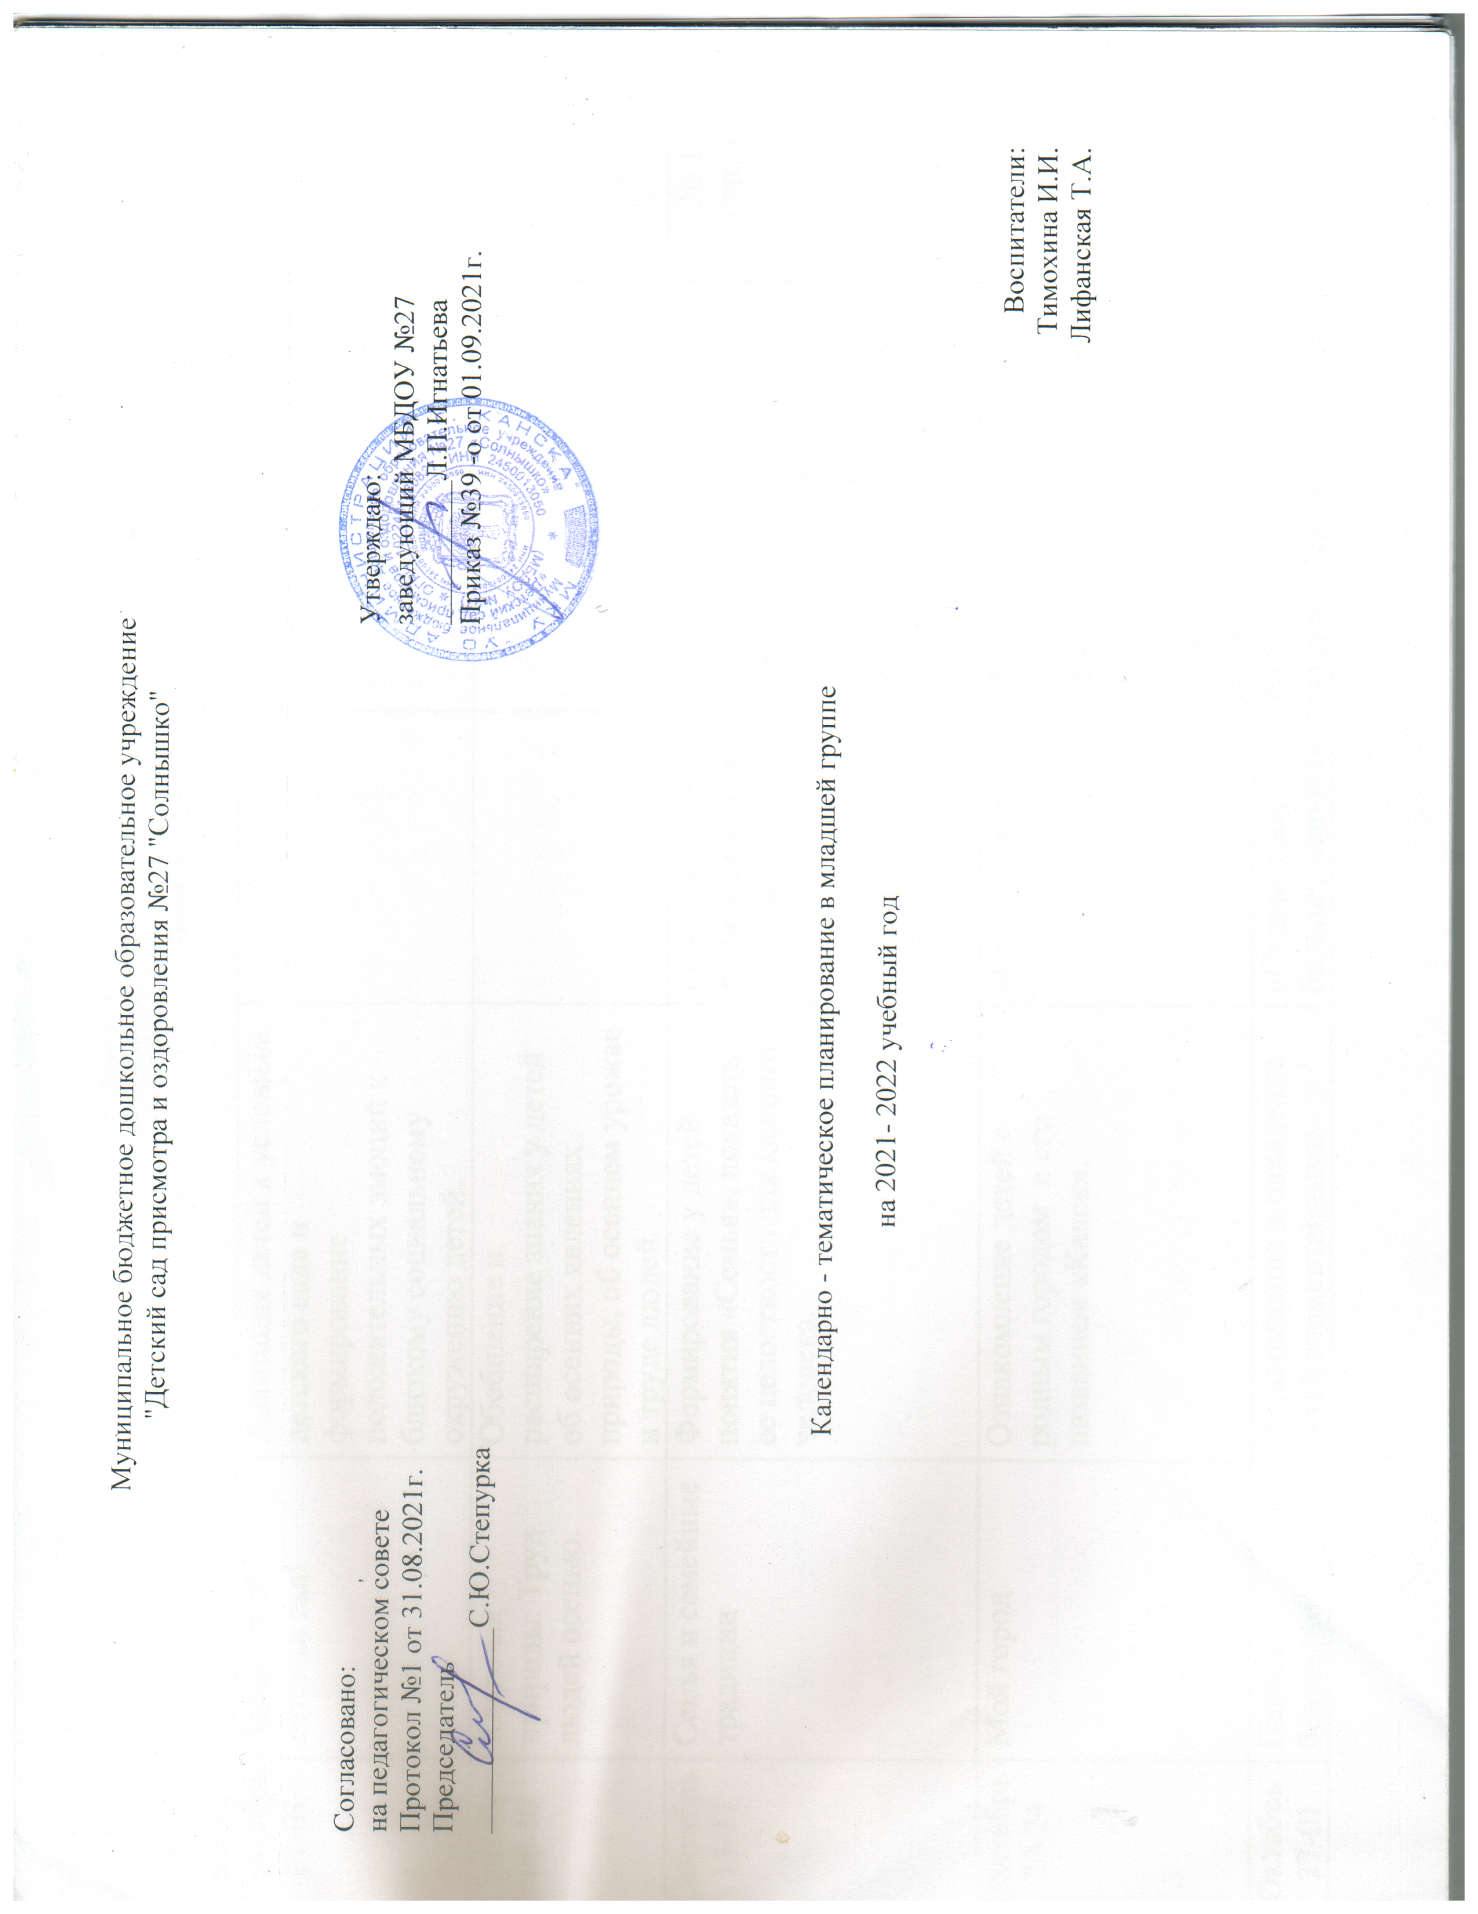 Муниципальное бюджетное дошкольное образовательное учреждение
"Детский сад присмотра и оздоровления №27 "Солнышко"
Согласовано:
на педагогическом совете
Протокол №1 от 31.08.2021г.
Председатель
С.Ю.Степурка
Утверждаю:
заведующий МБДОУ №27
Л.П.Игнатьева
Приказ №39 -о от 01.09.2021г.
Календарно - тематическое планирование в младшей группе
на 2021- 2022 учебный год
Воспитатели:
Тимохина И.И.
Лифанская Т.А.